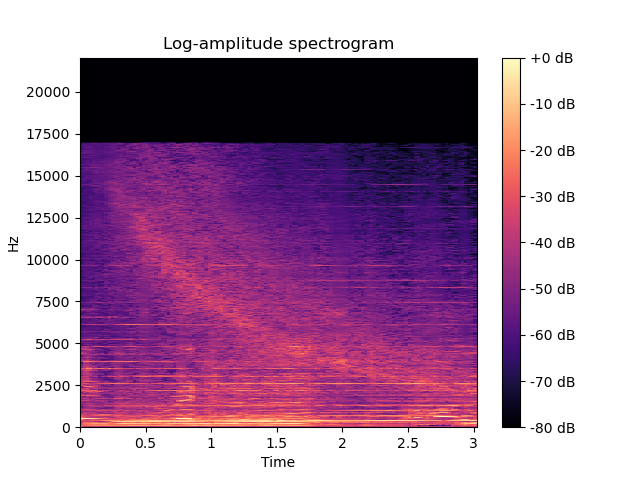 Log-amplitude spectrogram
Hz
20000
17500
15000
12500
10000
7500
5000
2500
0
0 0.5 1 1.5 2 2.5 3
Time
+0 dB
-10 dB
-20 dB
-30 dB
-40 dB
-50 dB
-60 dB
-70 dB
-80 dB